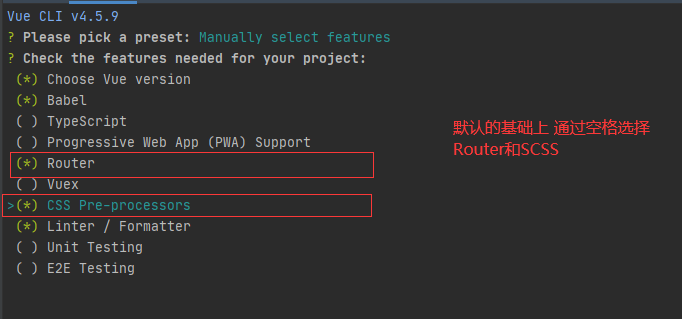 Vue CLI v4.5.9
? Please pick a preset: Manually select features
? Check the features needed for your project:
(*) Choose Vue version
(*) Babel
( ) TypeScript
( ) Progressive Web App (PWA) Support
(*) Router
( ) Vuex
>(*) CSS Pre-processors
(*) Linter / Formatter
( ) Unit Testing
( ) E2E Testing
默认的基础上 通过空格选择
Router和SCSS